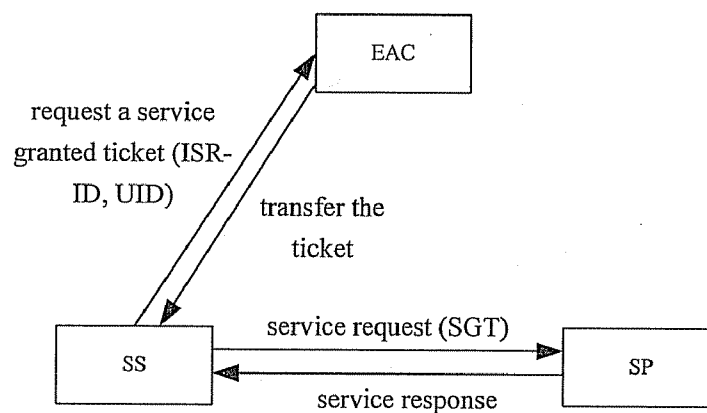 EAC
request a service
granted ticket (ISR-
ID, UID)
transfer the
ticket
service request (SGT)
SS
SP
service response